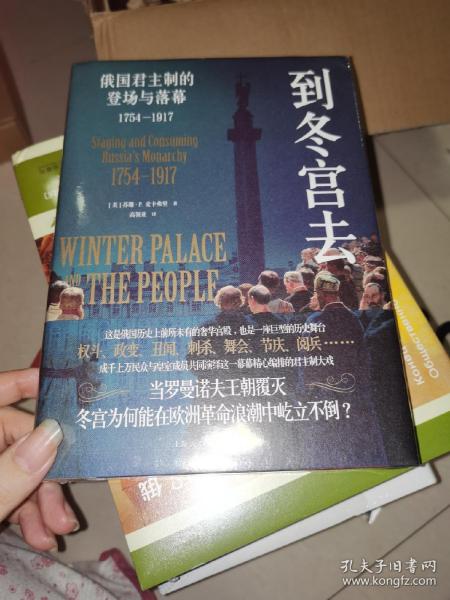 俄国君主制的
登场与落幕
1754—1917
到冬宫去
Staging and Consuming
Russia's Monarchy
1754-1917
WINTER PALACE
THE PEOPLE
高领亚 译
这是俄国历史上前所未有的奢华宫殿，也是一座巨型的历史舞台
权斗、政变、丑闻、刺杀、舞会、节庆、阅兵……
成千上万民众与皇室成员共同演绎这一幕幕精心编排的君主制大戏
当罗曼诺夫王朝覆灭
冬宫为何能在欧洲革命浪潮中屹立不倒？
俄
孔夫子旧书网
www.kongfz.com